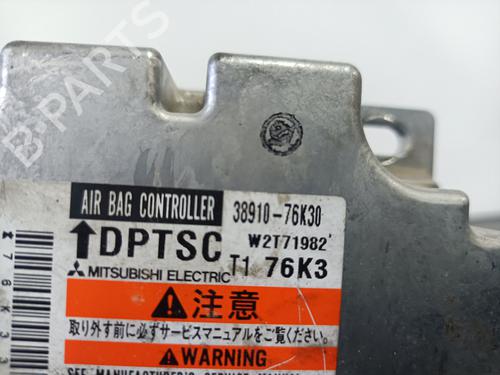 B-PARTS
AIR BAG CONTROLLER 38910-76K30
DPTSC W2T71982
MITSUBISHI ELECTRIC T1 76K3
注意
取り外す前に必ずサービスマニュアルをご覧ください。
WARNING